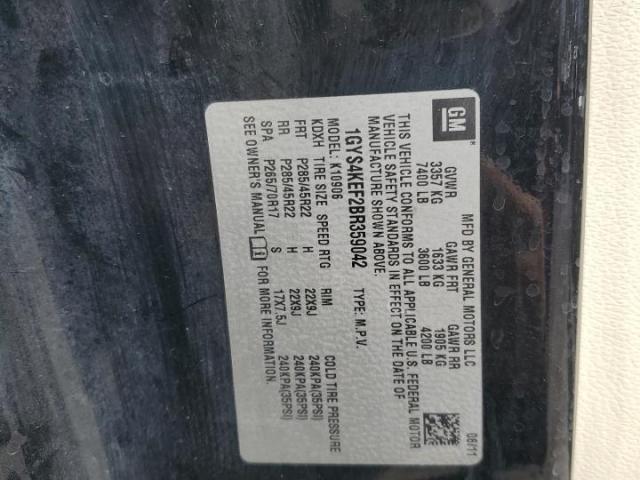 GM
MFD BY GENERAL MOTORS LLC
08/11
GVWR GAWR FRT GAWR RR
3357 KG 1633 KG 1905 KG
7400 LB 3600 LB 4200 LB
THIS VEHICLE CONFORMS TO ALL APPLICABLE U.S. FEDERAL MOTOR
VEHICLE SAFETY STANDARDS IN EFFECT ON THE DATE OF
MANUFACTURE SHOWN ABOVE.
1GYS4KEF2BR359042 TYPE: M.P.V.
MODEL: K10906
KDXH TIRE SIZE SPEED RTG RIM COLD TIRE PRESSURE
FRT P285/45R22 H 22X9J 240KPA(35PSI)
RR P285/45R22 H 22X9J 240KPA(35PSI)
SPA P265/70R17 S 17X7.5J 240KPA(35PSI)
SEE OWNER'S MANUAL FOR MORE INFORMATION.